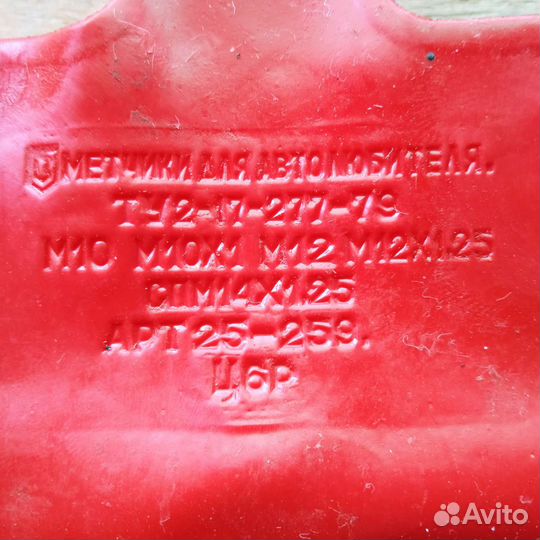 МЕТЧИКИ ДЛЯ АВТОЛЮБИТЕЛЯ.
ТУ2-17-277-79
М10 М10Х1 М12 М12Х1.25
СПМ14Х1.25
АРТ 25-259.
Ц 6Р
Avito